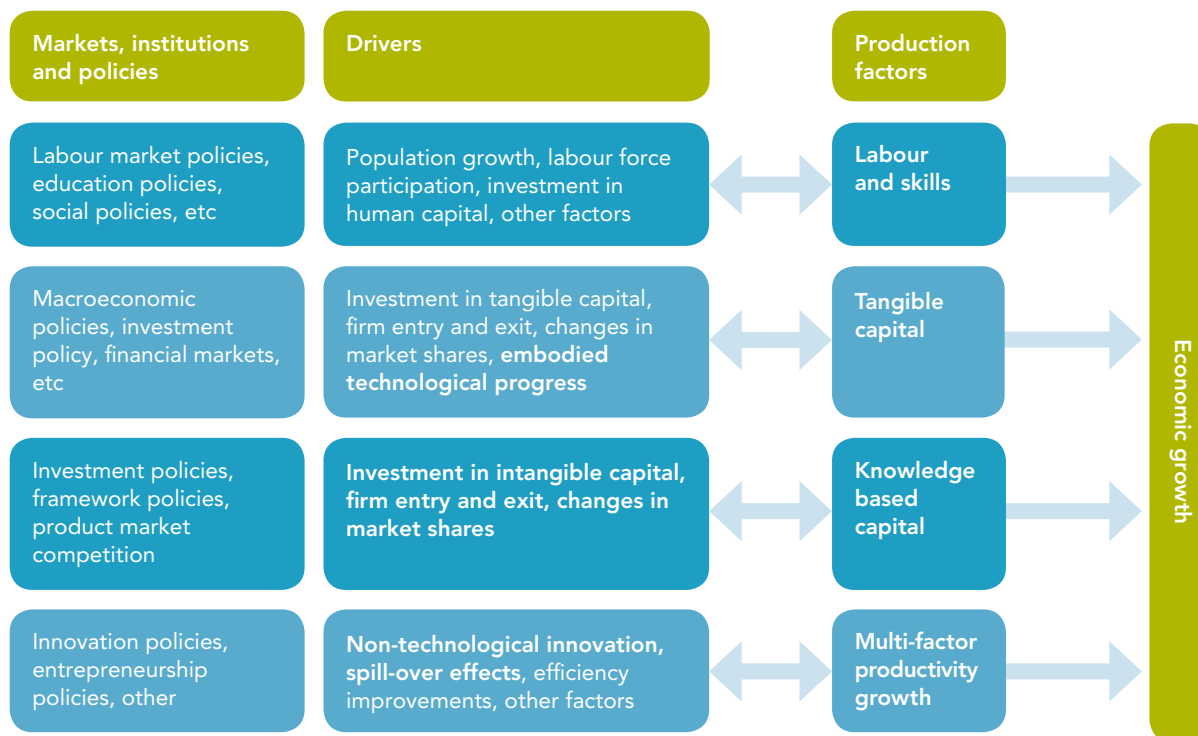 Markets, institutions
and policies
Drivers
Production
factors
Labour market policies,
education policies,
social policies, etc
Population growth, labour force
participation, investment in
human capital, other factors
Labour
and skills
Macroeconomic
policies, investment
policy, financial markets,
etc
Investment in tangible capital,
firm entry and exit, changes in
market shares, embodied
technological progress
Tangible
capital
Investment policies,
framework policies,
product market
competition
Investment in intangible capital,
firm entry and exit, changes in
market shares
Knowledge
based
capital
Innovation policies,
entrepreneurship
policies, other
Non-technological innovation,
spill-over effects, efficiency
improvements, other factors
Multi-factor
productivity
growth
Economic growth